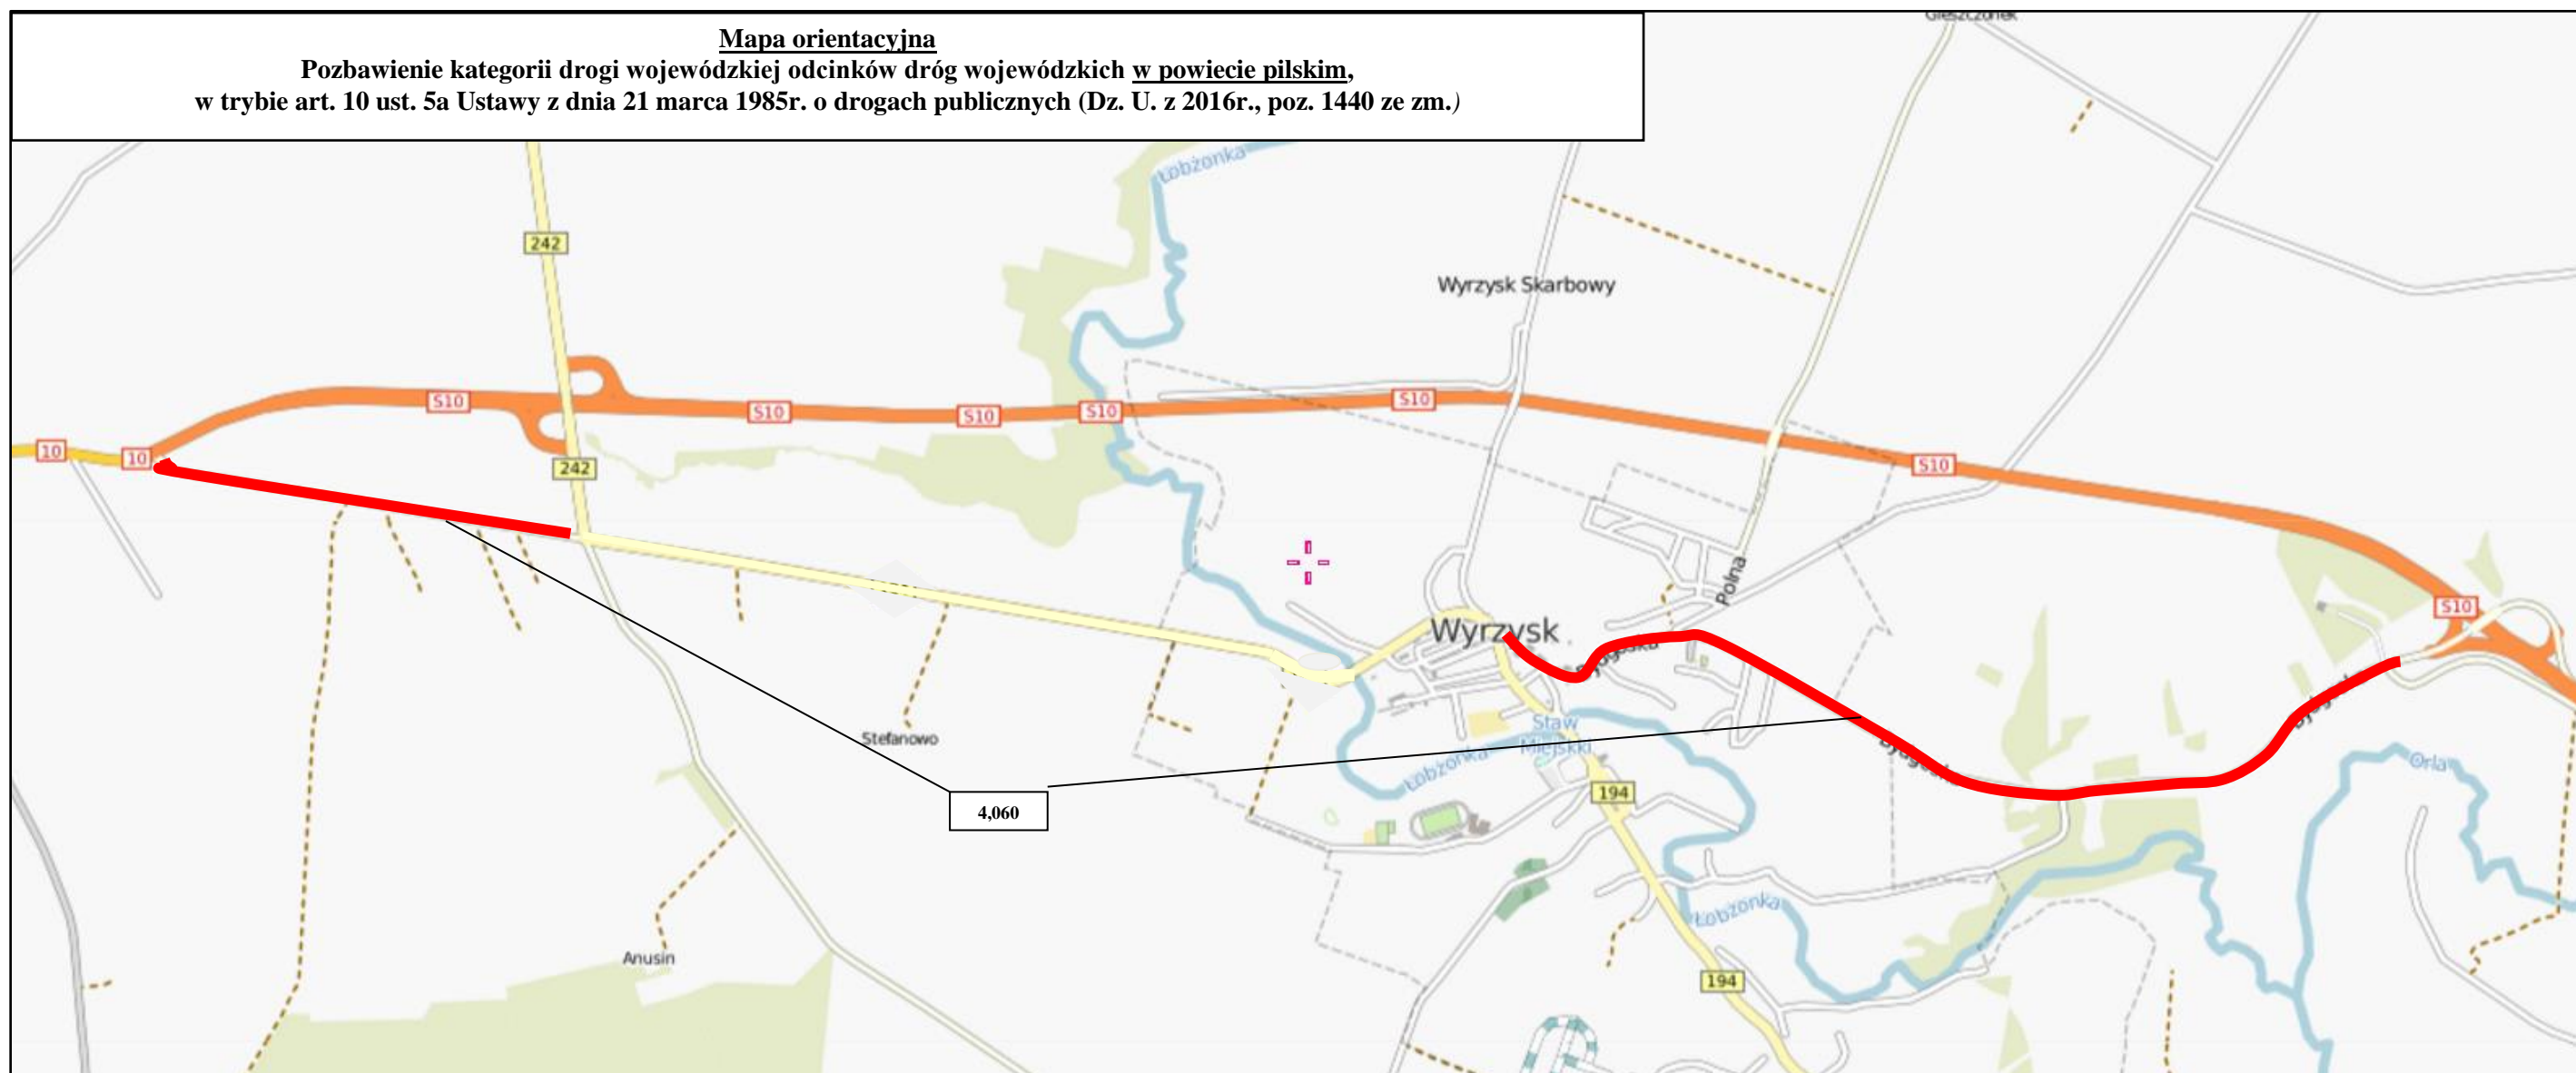 Mapa orientacyjna
Pozbawienie kategorii drogi wojewódzkiej odcinków dróg wojewódzkich w powiecie pilskim,
w trybie art. 10 ust. 5a Ustawy z dnia 21 marca 1985r. o drogach publicznych (Dz. U. z 2016r., poz. 1440 ze zm.)
Łobżonka
242
Wyrzysk Skarbowy
S10
S10
S10
S10
S10
10
10
242
S10
Polna
S10
Wyrzysk
Stefanowo
Staw
Miejskki
Łobżonka
Orla
194
4,060
Łobżonka
Anusin
194